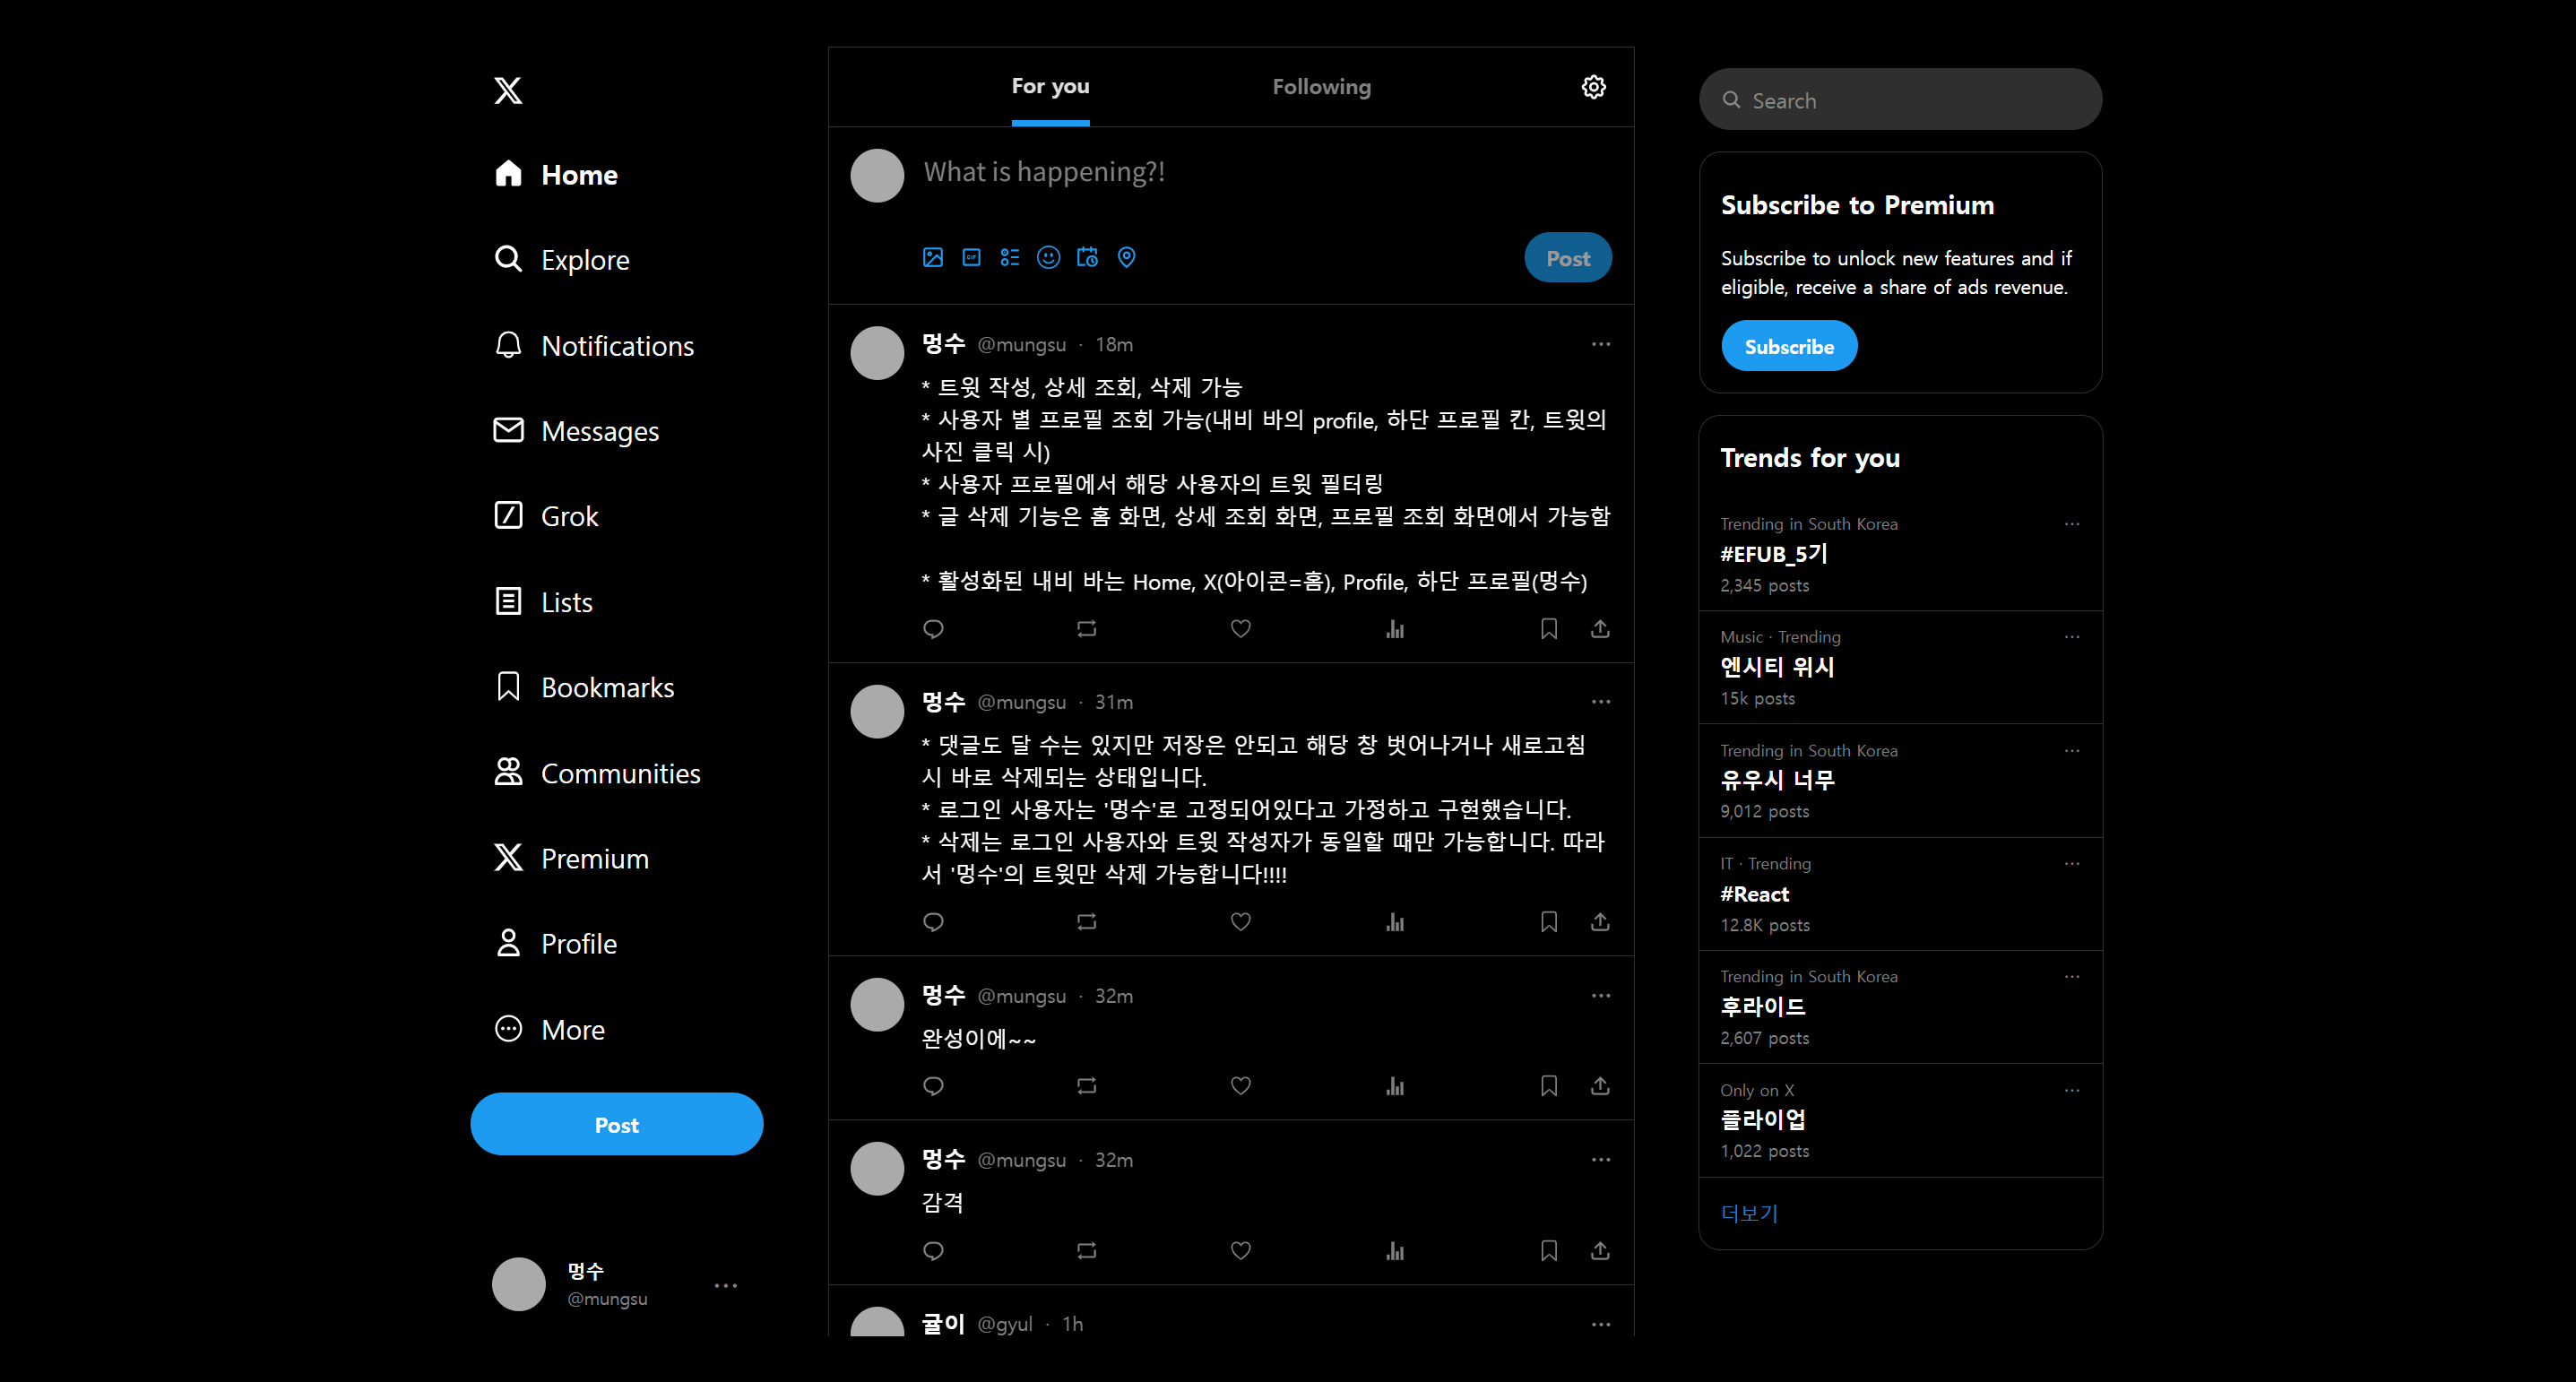 Home
Explore
Notifications
Messages
Grok
Lists
Bookmarks
Communities
Premium
Profile
More
Post
멍수
@mungsu
For you
Following
What is happening?!
GIF
Post
멍수 @mungsu · 18m
* 트윗 작성, 상세 조회, 삭제 가능
* 사용자 별 프로필 조회 가능(내비 바의 profile, 하단 프로필 칸, 트윗의
사진 클릭 시)
* 사용자 프로필에서 해당 사용자의 트윗 필터링
* 글 삭제 기능은 홈 화면, 상세 조회 화면, 프로필 조회 화면에서 가능함
* 활성화된 내비 바는 Home, X(아이콘=홈), Profile, 하단 프로필(멍수)
멍수 @mungsu · 31m
* 댓글도 달 수는 있지만 저장은 안되고 해당 창 벗어나거나 새로고침
시 바로 삭제되는 상태입니다.
* 로그인 사용자는 '멍수'로 고정되어있다고 가정하고 구현했습니다.
* 삭제는 로그인 사용자와 트윗 작성자가 동일할 때만 가능합니다. 따라
서 '멍수'의 트윗만 삭제 가능합니다!!!!
멍수 @mungsu · 32m
완성이에~~
멍수 @mungsu · 32m
감격
귤이 @gyul · 1h
Search
Subscribe to Premium
Subscribe to unlock new features and if
eligible, receive a share of ads revenue.
Subscribe
Trends for you
Trending in South Korea
#EFUB_5기
2,345 posts
Music · Trending
엔시티 위시
15k posts
Trending in South Korea
유우시 너무
9,012 posts
IT · Trending
#React
12.8K posts
Trending in South Korea
후라이드
2,607 posts
Only on X
플라이업
1,022 posts
더보기